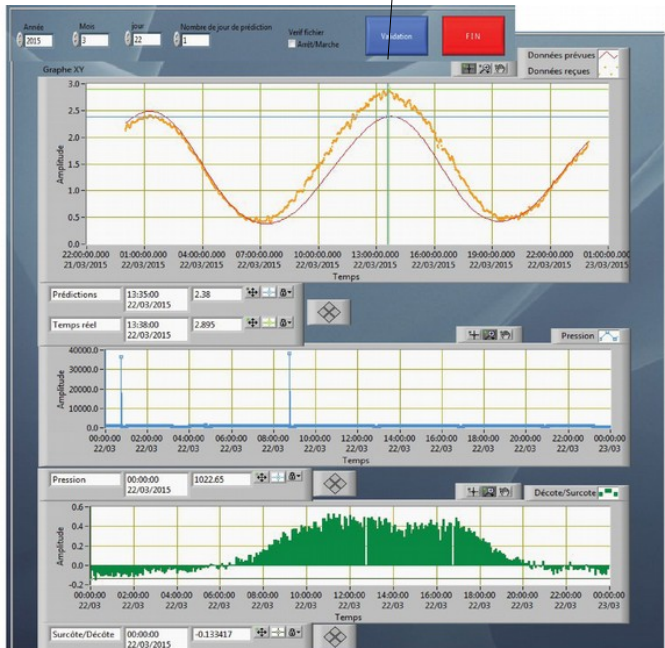 Année Mois jour Nombre de jour de prédiction Verif fichier Validation FIN
2015 3 22 1 Arrêt/Marche
Données prévues
Graphe XY Données reçues
3.0
2.5
2.0
1.5
1.0
0.5
0.0
Amplitude
22:00:00.000 01:00:00.000 04:00:00.000 07:00:00.000 10:00:00.000 13:00:00.000 16:00:00.000 19:00:00.000 22:00:00.000 01:00:00.000
21/03/2015 22/03/2015 22/03/2015 22/03/2015 22/03/2015 22/03/2015 22/03/2015 22/03/2015 22/03/2015 23/03/2015
Temps
Prédictions 13:35:00 2.38
22/03/2015
Temps réel 13:38:00 2.895
22/03/2015
Pression
40000.0
30000.0
20000.0
10000.0
0.0
Amplitude
00:00:00 02:00:00 04:00:00 06:00:00 08:00:00 10:00:00 12:00:00 14:00:00 16:00:00 18:00:00 20:00:00 22:00:00 00:00:00
22/03 22/03 22/03 22/03 22/03 22/03 22/03 22/03 22/03 22/03 22/03 22/03 23/03
Temps
Pression 00:00:00 1022.65
22/03/2015
Décote/Surcote
0.6
0.4
0.2
0.0
-0.2
Amplitude
00:00:00 02:00:00 04:00:00 06:00:00 08:00:00 10:00:00 12:00:00 14:00:00 16:00:00 18:00:00 20:00:00 22:00:00 00:00:00
22/03 22/03 22/03 22/03 22/03 22/03 22/03 22/03 22/03 22/03 22/03 22/03 23/03
Temps
Surcôte/Décôte 00:00:00 -0.133417
22/03/2015